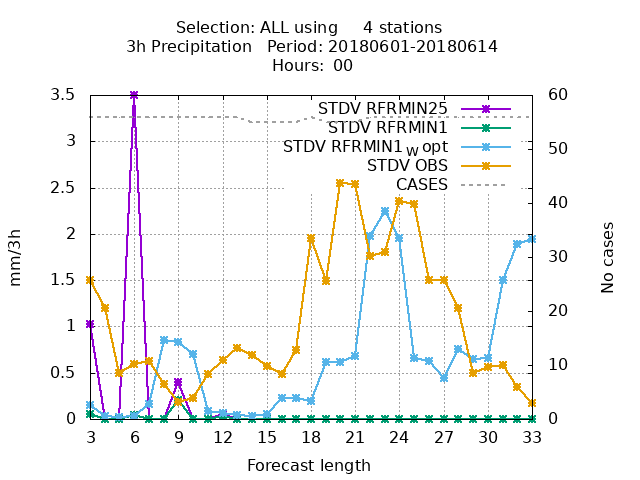 Selection: ALL using 4 stations
3h Precipitation Period: 20180601-20180614
Hours: 00
3.5
3
2.5
2
1.5
1
0.5
0
60
50
40
30
20
10
0
STDV RFRMIN25
STDV RFRMIN1
STDV RFRMIN1 W opt
STDV OBS
CASES
mm/3h
No cases
3 6 9 12 15 18 21 24 27 30 33
Forecast length